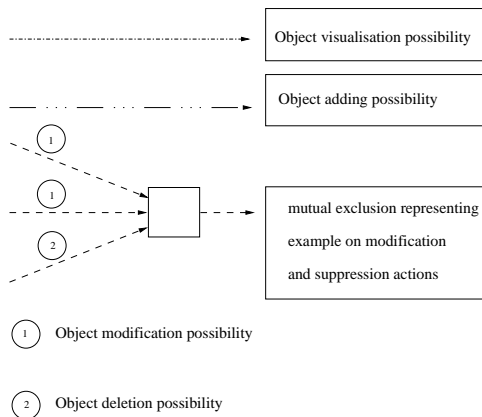 Object visualisation possibility
Object adding possibility
1
1
2
mutual exclusion representing
example on modification
and suppression actions
1 Object modification possibility
2 Object deletion possibility